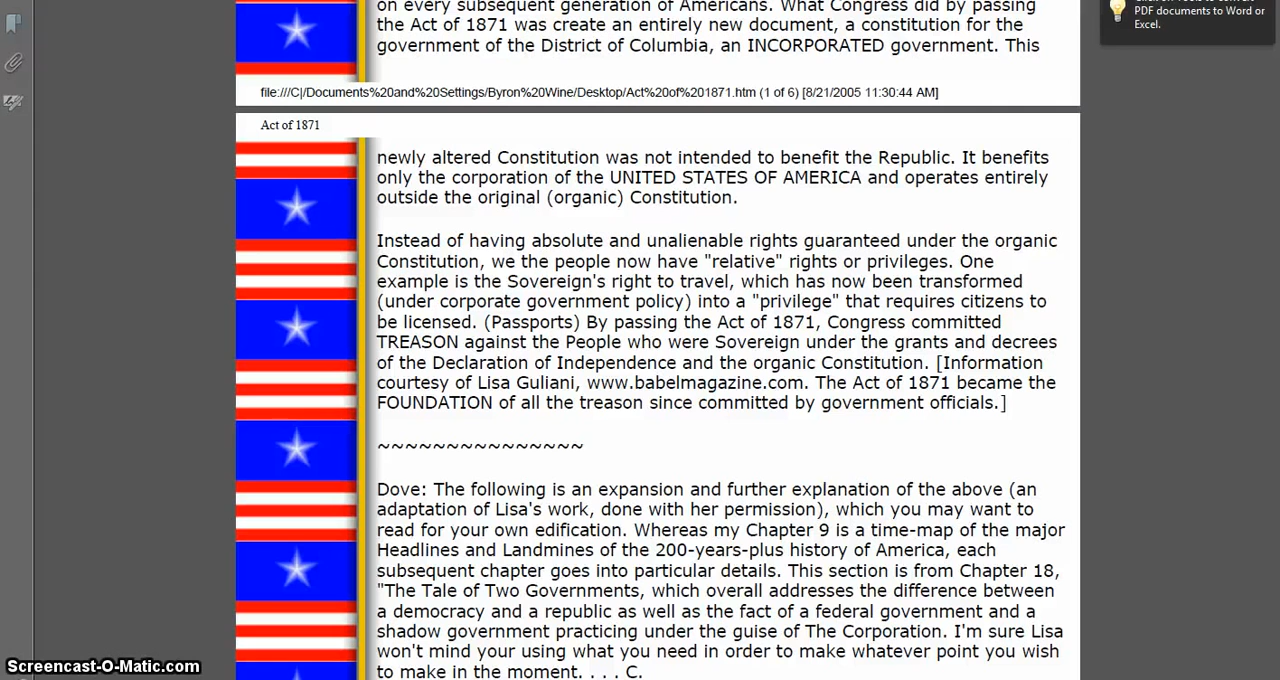 on every subsequent generation of Americans. What Congress did by passing
the Act of 1871 was create an entirely new document, a constitution for the
government of the District of Columbia, an INCORPORATED government. This
PDF documents to Word or
Excel.
file:///C|/Documents%20and%20Settings/Byron%20Wine/Desktop/Act%20of%201871.htm (1 of 6) [8/21/2005 11:30:44 AM]
Act of 1871
newly altered Constitution was not intended to benefit the Republic. It benefits
only the corporation of the UNITED STATES OF AMERICA and operates entirely
outside the original (organic) Constitution.
Instead of having absolute and unalienable rights guaranteed under the organic
Constitution, we the people now have "relative" rights or privileges. One
example is the Sovereign's right to travel, which has now been transformed
(under corporate government policy) into a "privilege" that requires citizens to
be licensed. (Passports) By passing the Act of 1871, Congress committed
TREASON against the People who were Sovereign under the grants and decrees
of the Declaration of Independence and the organic Constitution. [Information
courtesy of Lisa Guliani, www.babelmagazine.com. The Act of 1871 became the
FOUNDATION of all the treason since committed by government officials.]
~~~~~~~~~~~~~~~
Dove: The following is an expansion and further explanation of the above (an
adaptation of Lisa's work, done with her permission), which you may want to
read for your own edification. Whereas my Chapter 9 is a time-map of the major
Headlines and Landmines of the 200-years-plus history of America, each
subsequent chapter goes into particular details. This section is from Chapter 18,
"The Tale of Two Governments, which overall addresses the difference between
a democracy and a republic as well as the fact of a federal government and a
shadow government practicing under the guise of The Corporation. I'm sure Lisa
won't mind your using what you need in order to make whatever point you wish
to make in the moment. . . . C.
Screencast-O-Matic.com